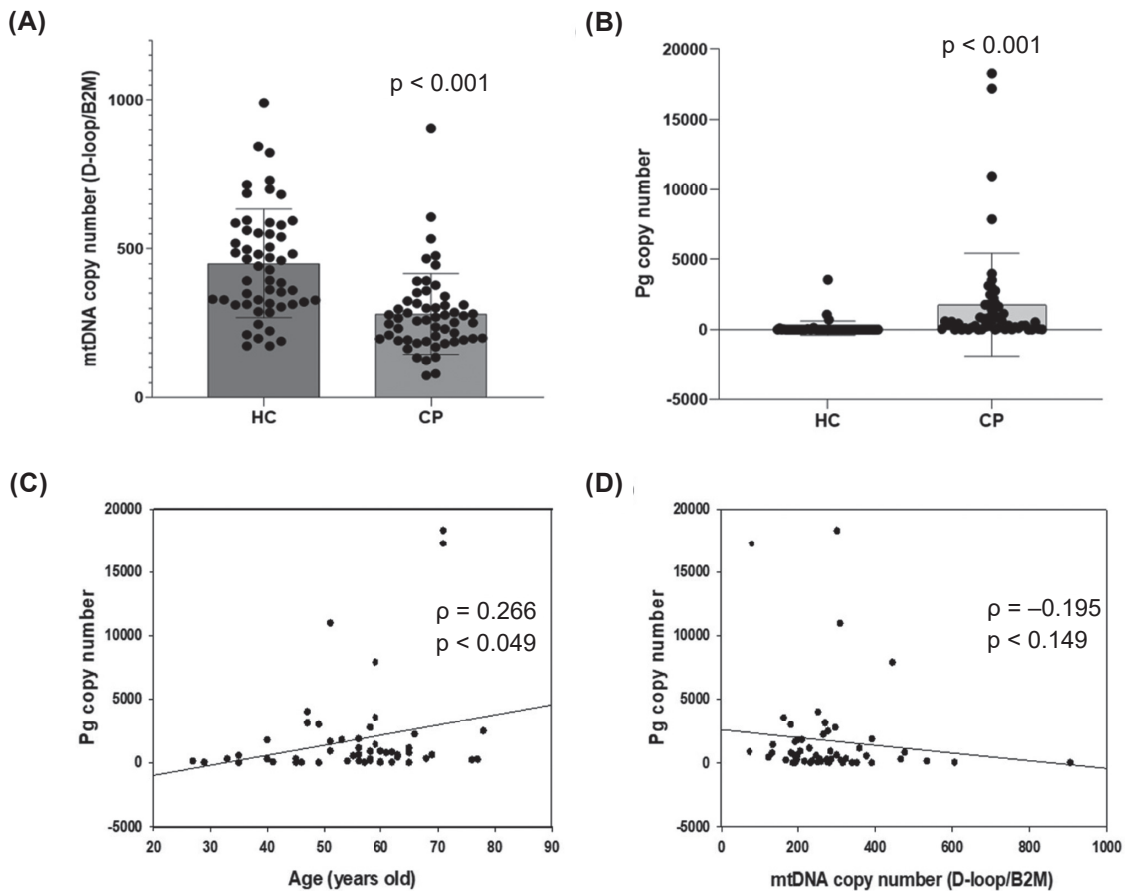 (A)
p < 0.001
mtDNA copy number (D-loop/B2M)
1000
500
0
HC
CP
(B)
p < 0.001
Pg copy number
20000
15000
10000
5000
0
-5000
HC
CP
(C)
Pg copy number
20000
15000
10000
5000
0
-5000
ρ = 0.266
p < 0.049
20 30 40 50 60 70 80 90
Age (years old)
(D)
Pg copy number
20000
15000
10000
5000
0
-5000
ρ = –0.195
p < 0.149
0 200 400 600 800 1000
mtDNA copy number (D-loop/B2M)